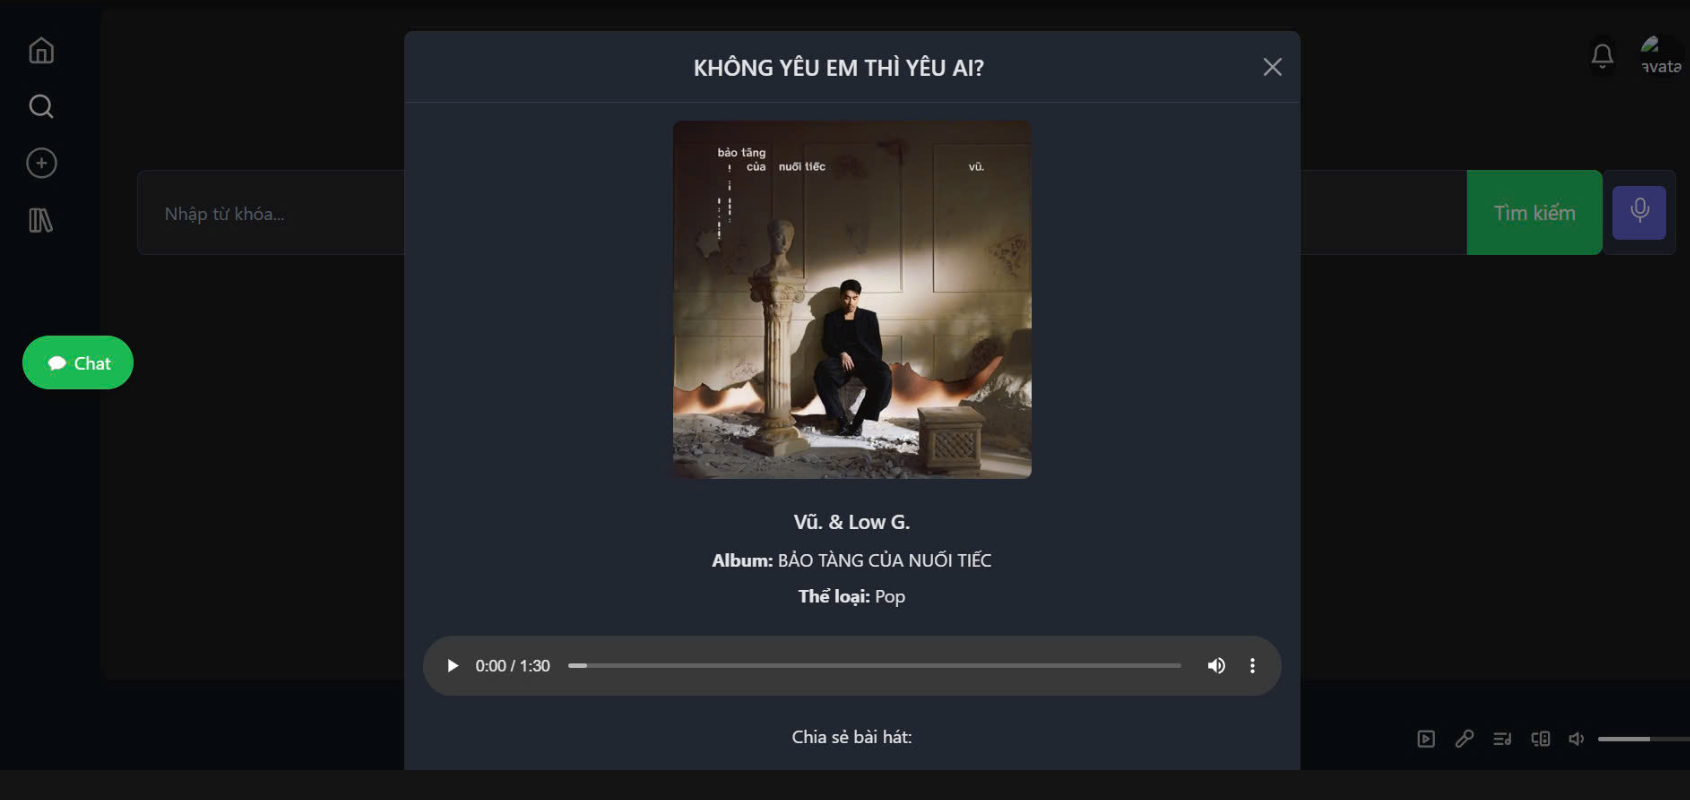 KHÔNG YÊU EM THÌ YÊU AI?
avata
bảo tàng
của nuối tiếc
vũ.
Nhập từ khóa...
Tìm kiếm
Chat
Vũ. & Low G.
Album: BẢO TÀNG CỦA NUỐI TIẾC
Thể loại: Pop
0:00 / 1:30
Chia sẻ bài hát: